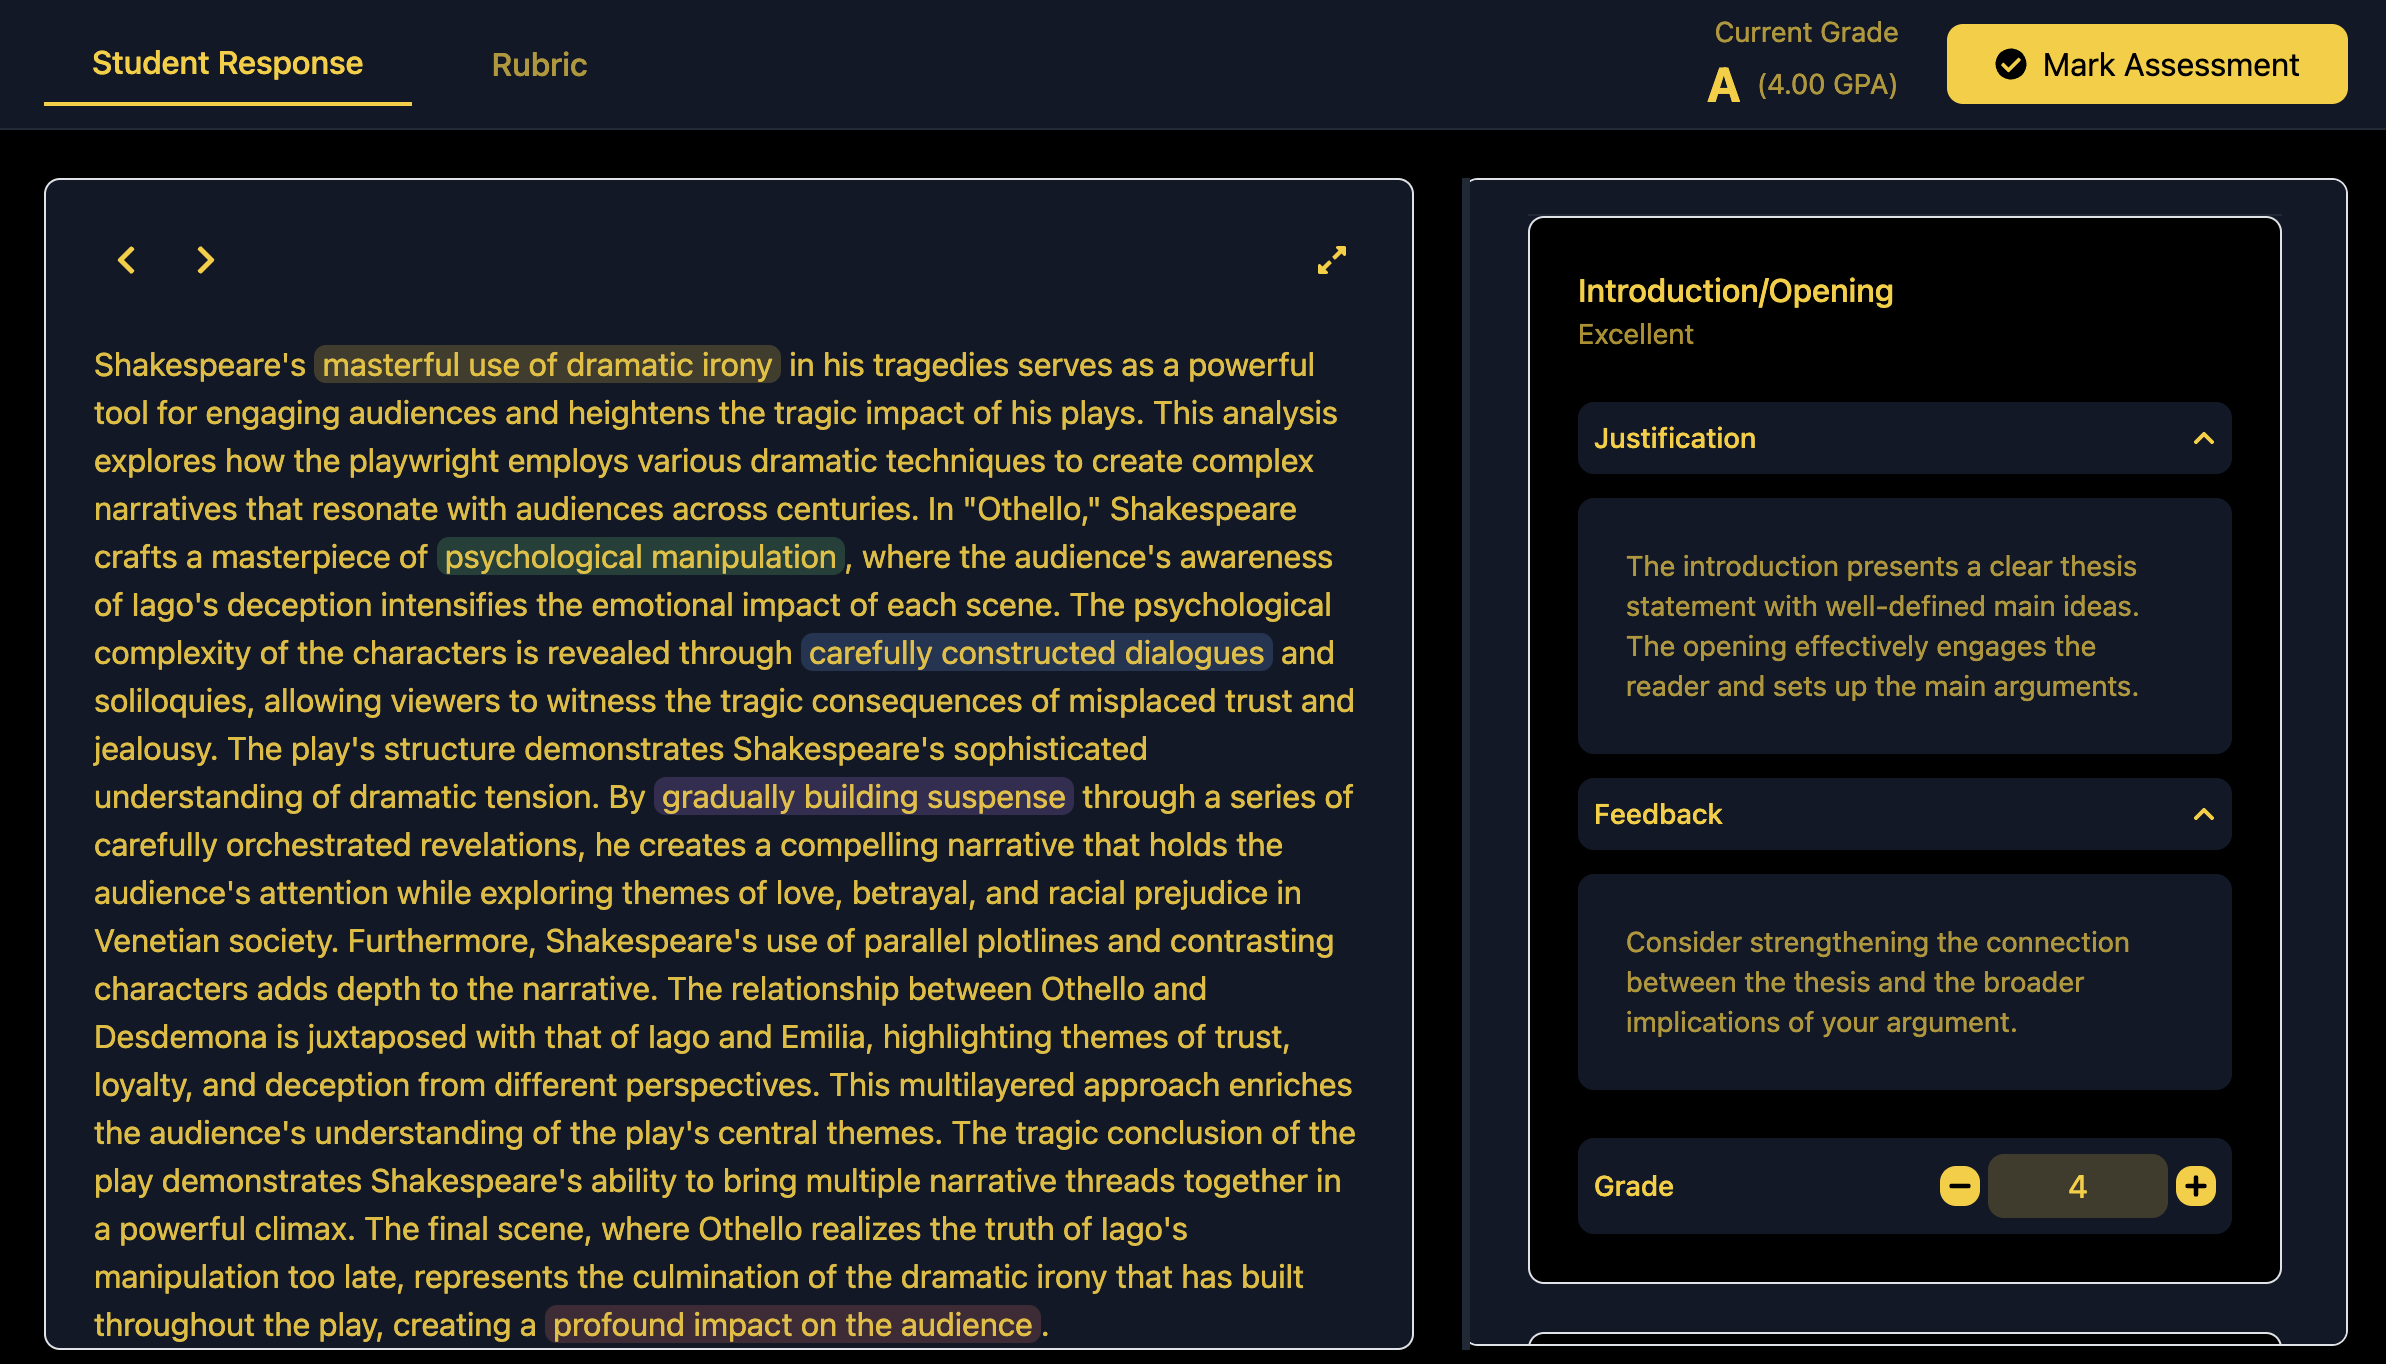 Student Response
Rubric
Current Grade
A (4.00 GPA)
Mark Assessment
Shakespeare's masterful use of dramatic irony in his tragedies serves as a powerful
tool for engaging audiences and heightens the tragic impact of his plays. This analysis
explores how the playwright employs various dramatic techniques to create complex
narratives that resonate with audiences across centuries. In "Othello," Shakespeare
crafts a masterpiece of psychological manipulation, where the audience's awareness
of Iago's deception intensifies the emotional impact of each scene. The psychological
complexity of the characters is revealed through carefully constructed dialogues and
soliloquies, allowing viewers to witness the tragic consequences of misplaced trust and
jealousy. The play's structure demonstrates Shakespeare's sophisticated
understanding of dramatic tension. By gradually building suspense through a series of
carefully orchestrated revelations, he creates a compelling narrative that holds the
audience's attention while exploring themes of love, betrayal, and racial prejudice in
Venetian society. Furthermore, Shakespeare's use of parallel plotlines and contrasting
characters adds depth to the narrative. The relationship between Othello and
Desdemona is juxtaposed with that of Iago and Emilia, highlighting themes of trust,
loyalty, and deception from different perspectives. This multilayered approach enriches
the audience's understanding of the play's central themes. The tragic conclusion of the
play demonstrates Shakespeare's ability to bring multiple narrative threads together in
a powerful climax. The final scene, where Othello realizes the truth of Iago's
manipulation too late, represents the culmination of the dramatic irony that has built
throughout the play, creating a profound impact on the audience.
Introduction/Opening
Excellent
Justification
The introduction presents a clear thesis
statement with well-defined main ideas.
The opening effectively engages the
reader and sets up the main arguments.
Feedback
Consider strengthening the connection
between the thesis and the broader
implications of your argument.
Grade
4